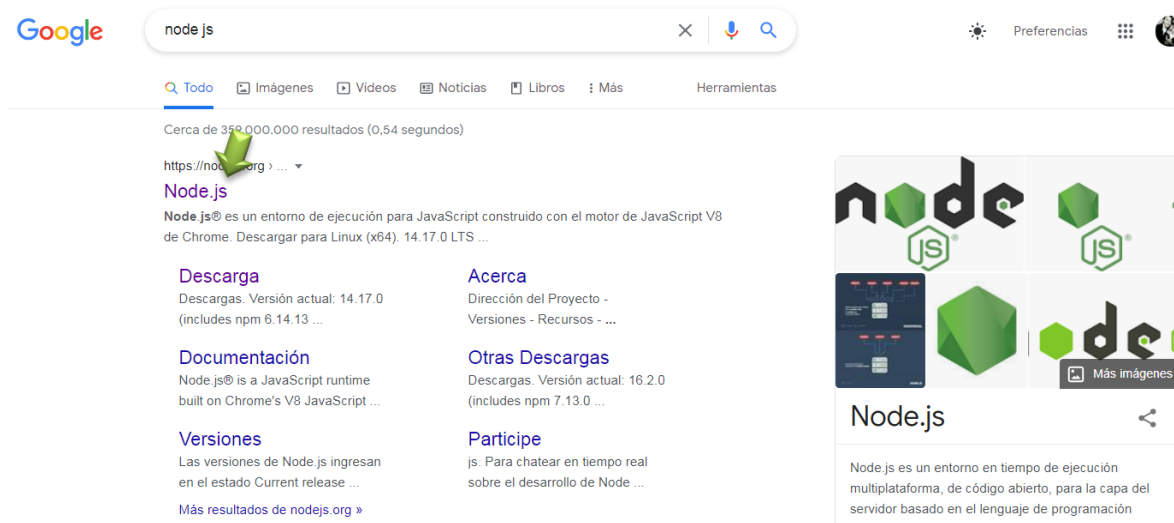 Google
node js
Preferencias
Todo
Imágenes
Vídeos
Noticias
Libros
Más
Herramientas
Cerca de 000.000 resultados (0,54 segundos)
https://no org › ...
Node.js
Node.js® es un entorno de ejecución para JavaScript construido con el motor de JavaScript V8
de Chrome. Descargar para Linux (x64). 14.17.0 LTS ...
Descarga
Descargas. Versión actual: 14.17.0
(includes npm 6.14.13 ...
Acerca
Dirección del Proyecto -
Versiones - Recursos - ...
Documentación
Node.js® is a JavaScript runtime
built on Chrome's V8 JavaScript ...
Otras Descargas
Descargas. Versión actual: 16.2.0
(includes npm 7.13.0 ...
Versiones
Las versiones de Node.js ingresan
en el estado Current release ...
Participe
js. Para chatear en tiempo real
sobre el desarrollo de Node ...
Más resultados de nodejs.org »
node
JS®
JS®
node
Más imágenes
Node.js
Node.js es un entorno en tiempo de ejecución
multiplataforma, de código abierto, para la capa del
servidor basado en el lenguaje de programación